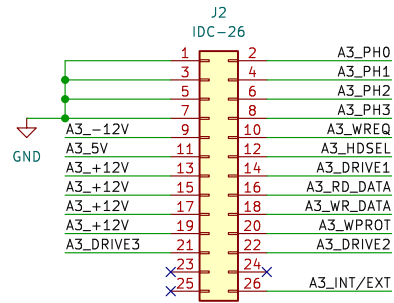 J2
IDC-26
1 2 A3_PH0
3 4 A3_PH1
5 6 A3_PH2
7 8 A3_PH3
GND
A3_-12V 9 10 A3_WREQ
A3_5V 11 12 A3_HDSEL
A3_+12V 13 14 A3_DRIVE1
A3_+12V 15 16 A3_RD_DATA
A3_+12V 17 18 A3_WR_DATA
A3_+12V 19 20 A3_WPROT
A3_DRIVE3 21 22 A3_DRIVE2
23 24
25 26 A3_INT/EXT